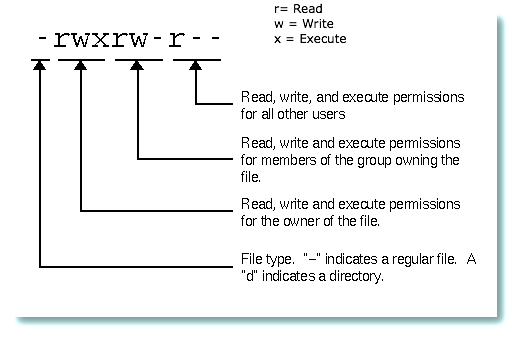 r= Read
w = Write
x = Execute
-rwxrw-r--
Read, write, and execute permissions
for all other users
Read, write and execute permissions
for members of the group owning the
file.
Read, write and execute permissions
for the owner of the file.
File type. "–" indicates a regular file. A
"d" indicates a directory.